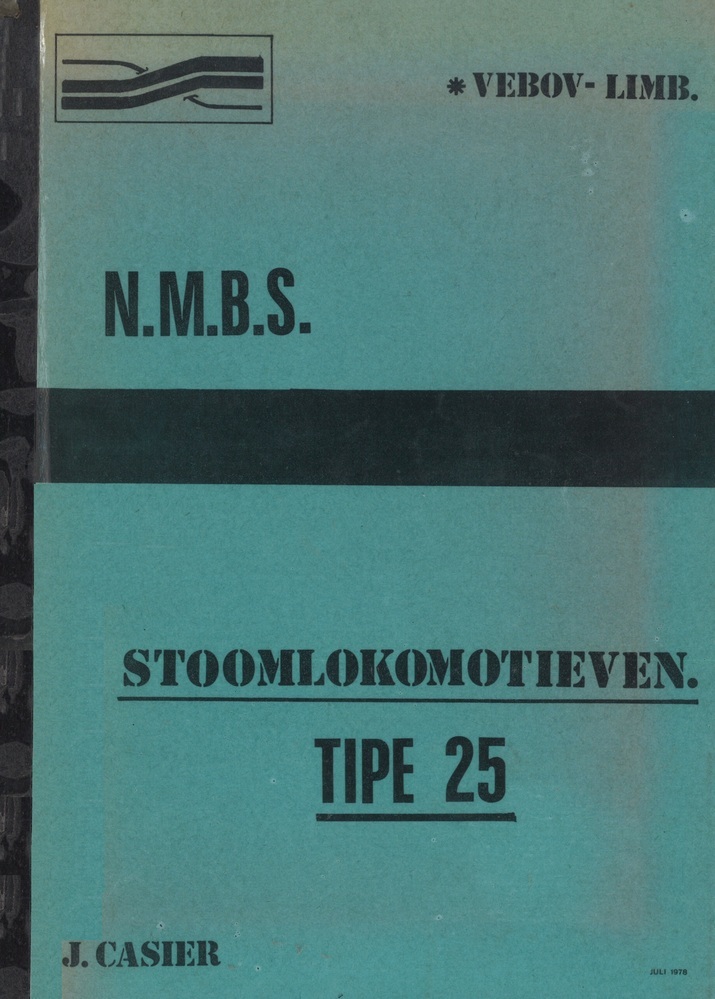 * VEBOV- LIMB.
N.M.B.S.
STOOMLOKOMOTIEVEN.
TIPE 25
J. CASIER
JULI 1978